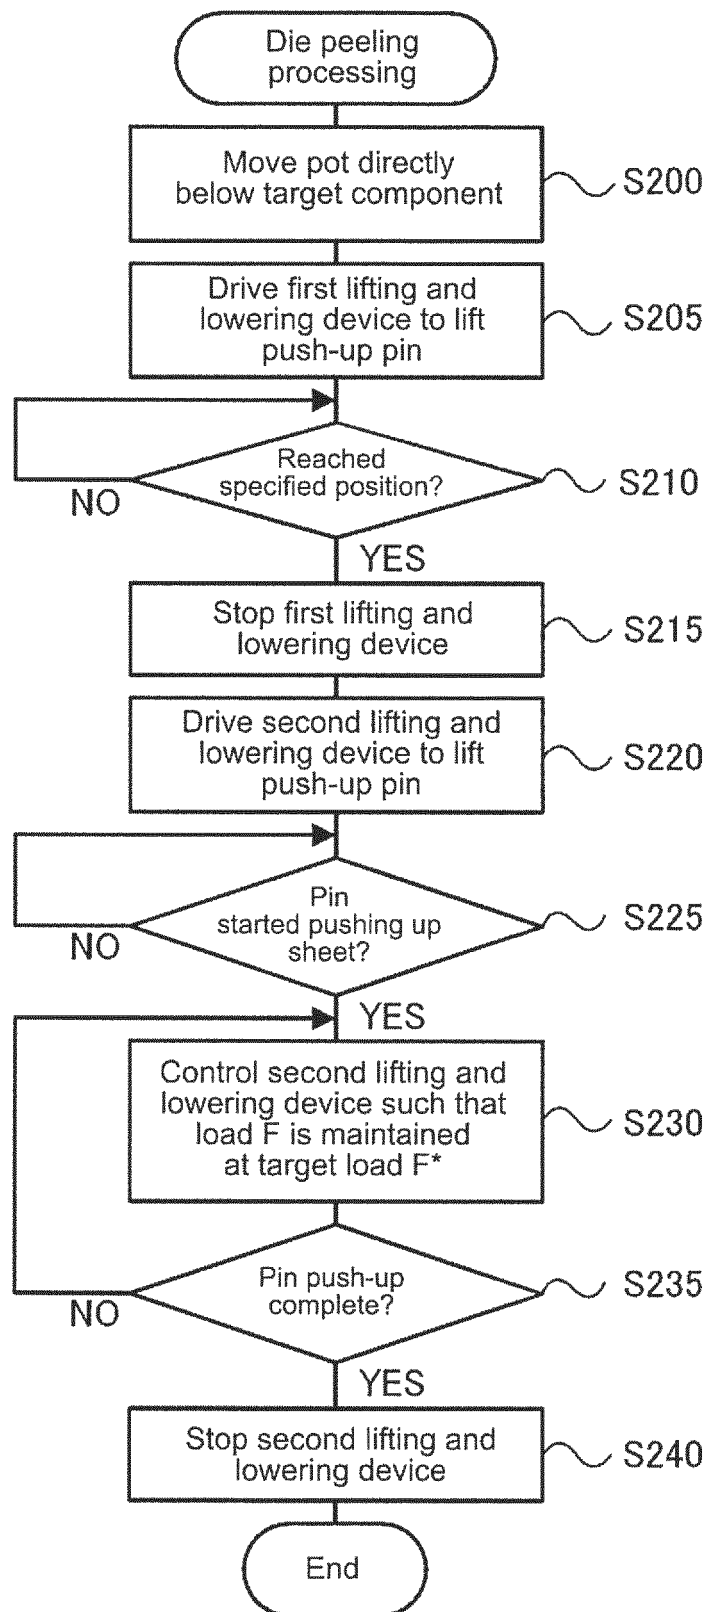 Die peeling
processing
Move pot directly
below target component
S200
Drive first lifting and
lowering device to lift
push-up pin
S205
Reached
specified position?
S210
NO
YES
Stop first lifting and
lowering device
S215
Drive second lifting and
lowering device to lift
push-up pin
S220
Pin
started pushing up
sheet?
S225
NO
YES
Control second lifting and
lowering device such that
load F is maintained
at target load F*
S230
Pin push-up
complete?
S235
NO
YES
Stop second lifting and
lowering device
S240
End